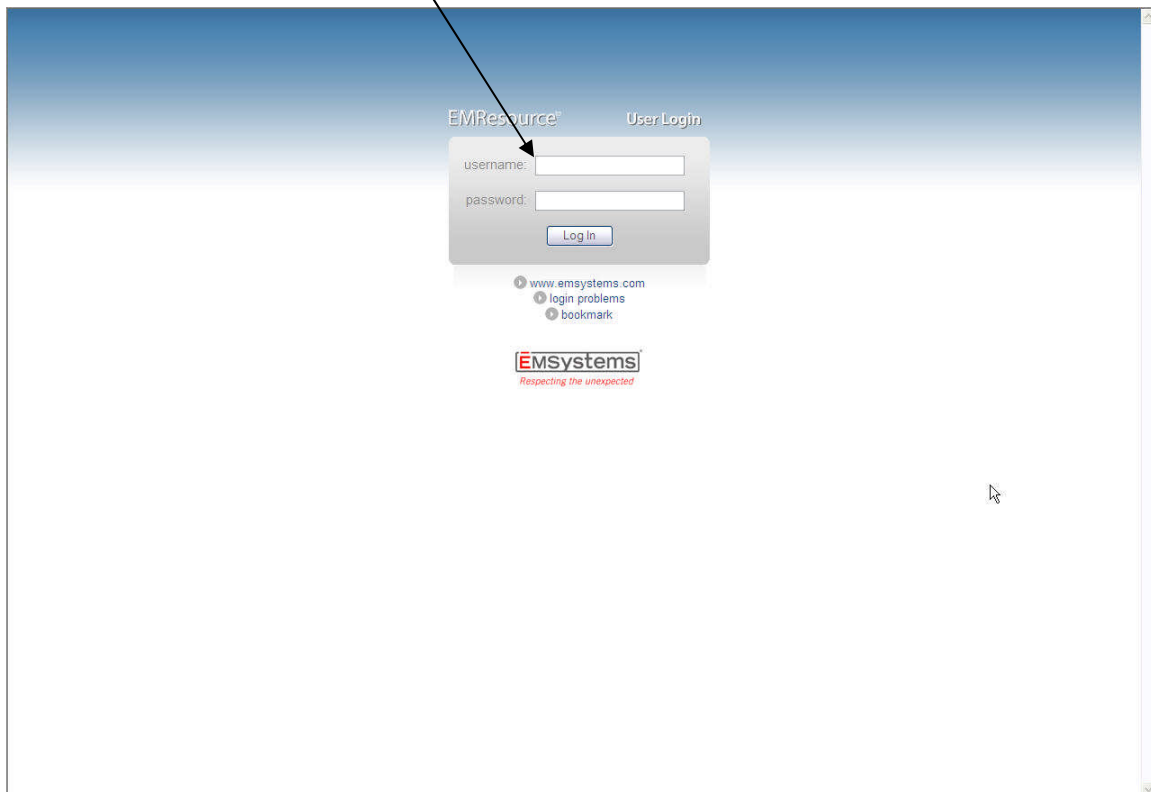 EMResource® User Login
username:
password:
Log In
www.emsystems.com
login problems
bookmark
EMSystems®
Respecting the unexpected